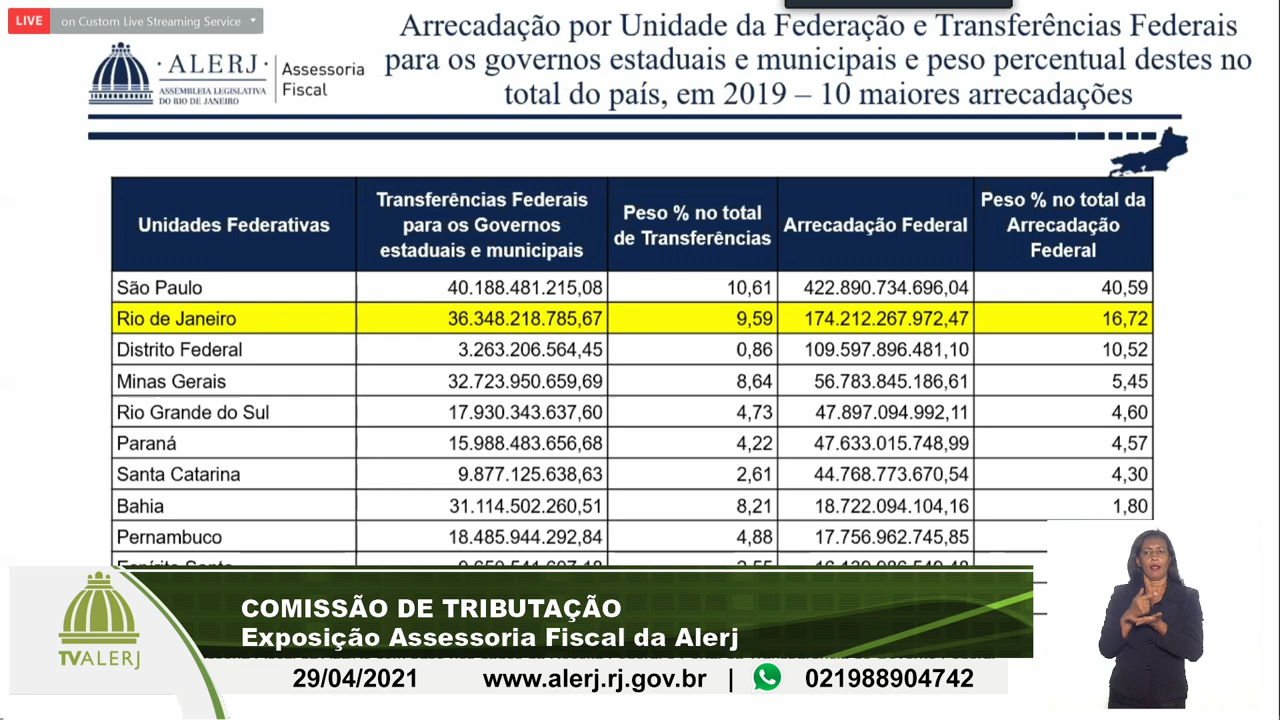 LIVE on Custom Live Streaming Service
Arrecadação por Unidade da Federação e Transferências Federais
para os governos estaduais e municipais e peso percentual destes no
total do país, em 2019 – 10 maiores arrecadações
· ALERJ ·
ASSEMBLEIA LEGISLATIVA
DO RIO DE JANEIRO
Assessoria
Fiscal
Unidades Federativas
Transferências Federais
para os Governos
estaduais e municipais
Peso % no total
de Transferências
Arrecadação Federal
Peso % no total da
Arrecadação
Federal
São Paulo 40.188.481.215,08 10,61 422.890.734.696,04 40,59
Rio de Janeiro 36.348.218.785,67 9,59 174.212.267.972,47 16,72
Distrito Federal 3.263.206.564,45 0,86 109.597.896.481,10 10,52
Minas Gerais 32.723.950.659,69 8,64 56.783.845.186,61 5,45
Rio Grande do Sul 17.930.343.637,60 4,73 47.897.094.992,11 4,60
Paraná 15.988.483.656,68 4,22 47.633.015.748,99 4,57
Santa Catarina 9.877.125.638,63 2,61 44.768.773.670,54 4,30
Bahia 31.114.502.260,51 8,21 18.722.094.104,16 1,80
Pernambuco 18.485.944.292,84 4,88 17.756.962.745,85
COMISSÃO DE TRIBUTAÇÃO
Exposição Assessoria Fiscal da Alerj
TVALERJ
29/04/2021 www.alerj.rj.gov.br | 021988904742